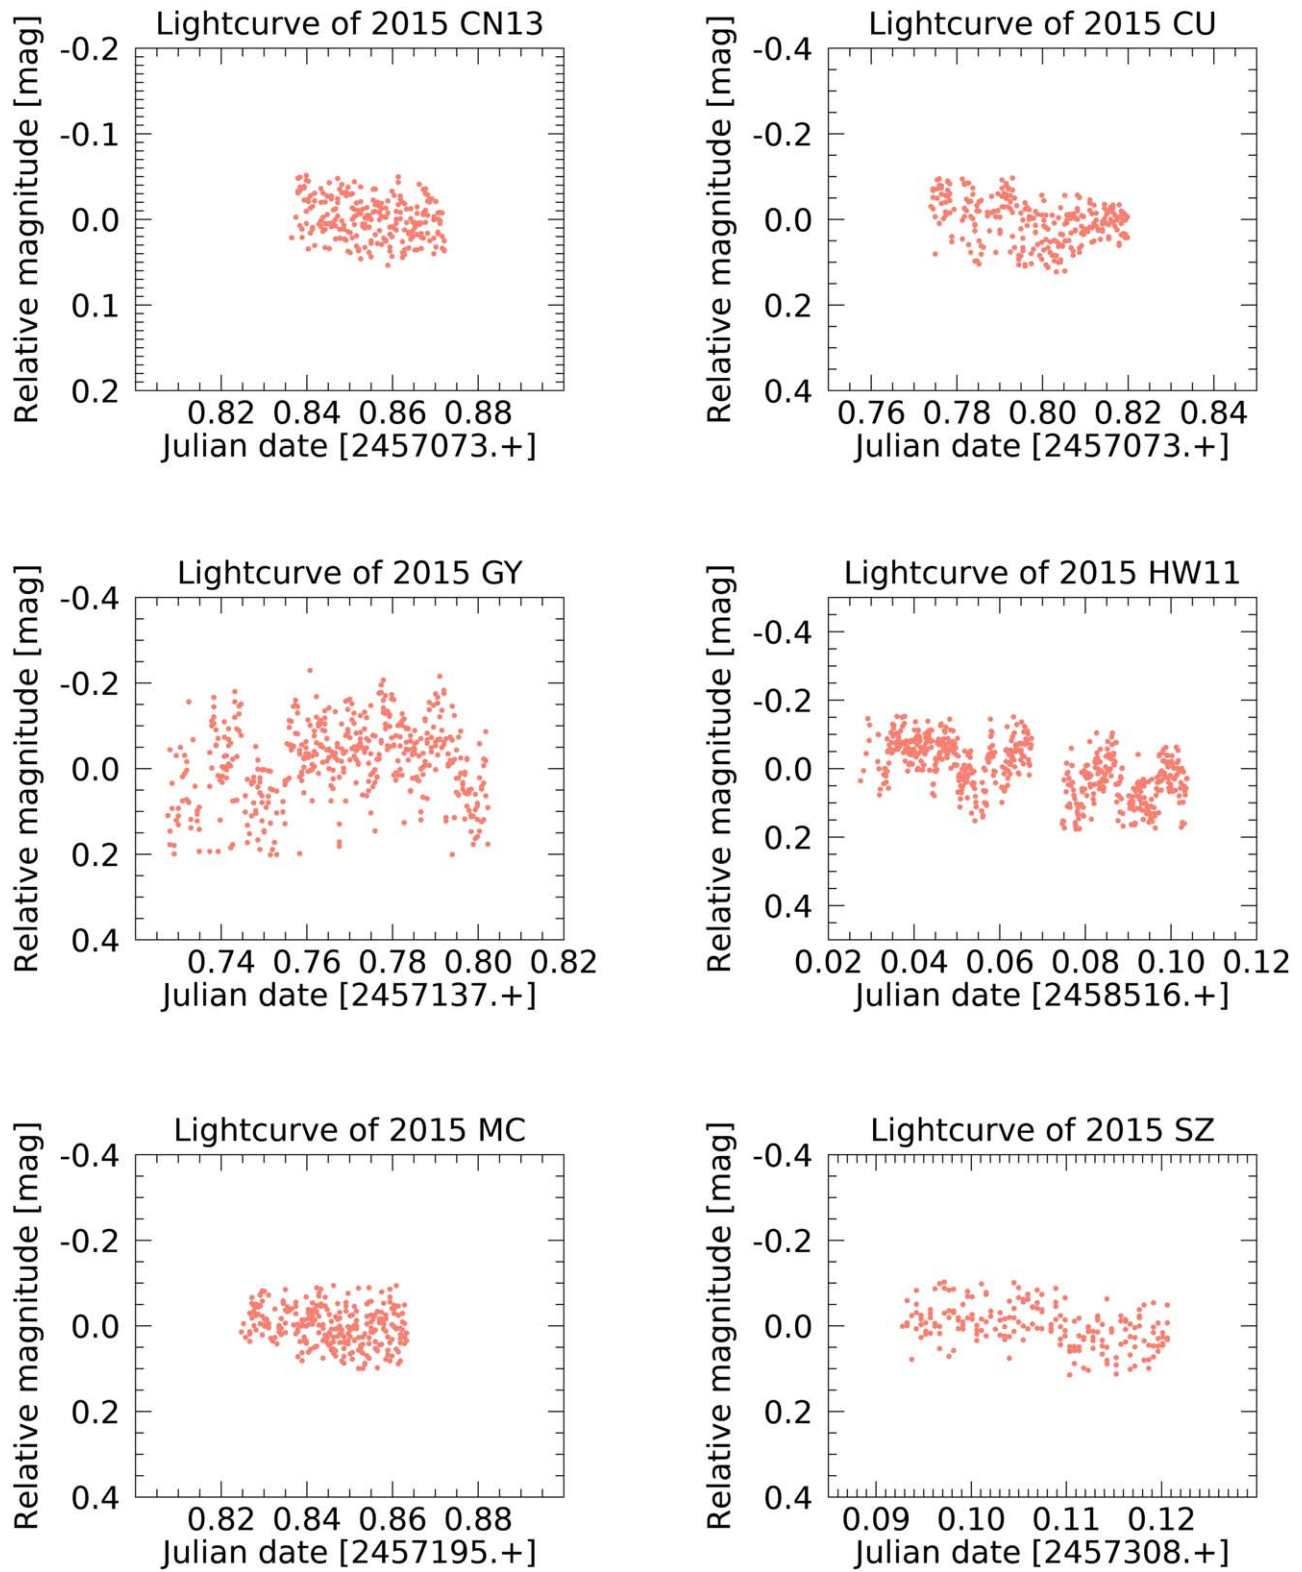 Lightcurve of 2015 CN13
Relative magnitude [mag]
-0.2
-0.1
0.0
0.1
0.2
0.82 0.84 0.86 0.88
Julian date [2457073.+]
Lightcurve of 2015 CU
Relative magnitude [mag]
-0.4
-0.2
0.0
0.2
0.4
0.76 0.78 0.80 0.82 0.84
Julian date [2457073.+]
Lightcurve of 2015 GY
Relative magnitude [mag]
-0.4
-0.2
0.0
0.2
0.4
0.74 0.76 0.78 0.80 0.82
Julian date [2457137.+]
Lightcurve of 2015 HW11
Relative magnitude [mag]
-0.4
-0.2
0.0
0.2
0.4
0.02 0.04 0.06 0.08 0.10 0.12
Julian date [2458516.+]
Lightcurve of 2015 MC
Relative magnitude [mag]
-0.4
-0.2
0.0
0.2
0.4
0.82 0.84 0.86 0.88
Julian date [2457195.+]
Lightcurve of 2015 SZ
Relative magnitude [mag]
-0.4
-0.2
0.0
0.2
0.4
0.09 0.10 0.11 0.12
Julian date [2457308.+]